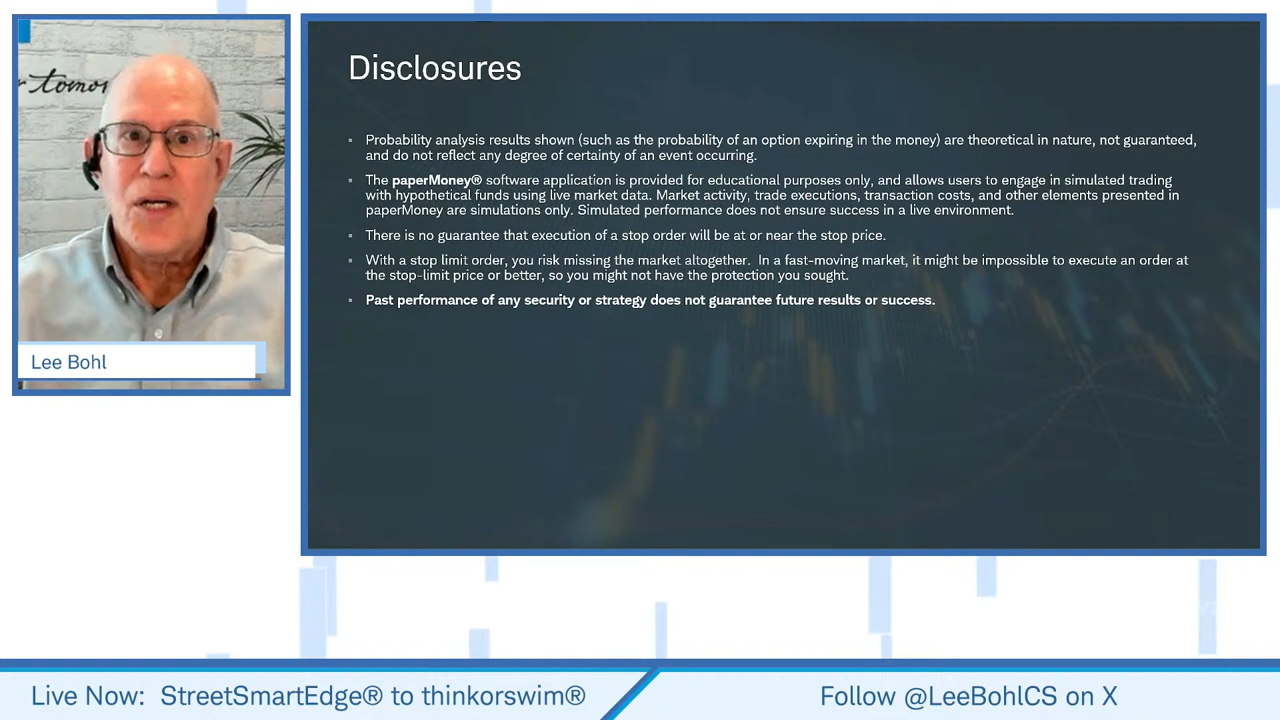 tomor
Lee Bohl
Disclosures
Probability analysis results shown (such as the probability of an option expiring in the money) are theoretical in nature, not guaranteed,
and do not reflect any degree of certainty of an event occurring.
The paperMoney® software application is provided for educational purposes only, and allows users to engage in simulated trading
with hypothetical funds using live market data. Market activity, trade executions, transaction costs, and other elements presented in
paperMoney are simulations only. Simulated performance does not ensure success in a live environment.
There is no guarantee that execution of a stop order will be at or near the stop price.
With a stop limit order, you risk missing the market altogether. In a fast-moving market, it might be impossible to execute an order at
the stop-limit price or better, so you might not have the protection you sought.
Past performance of any security or strategy does not guarantee future results or success.
Live Now: StreetSmartEdge® to thinkorswim®
Follow @LeeBohlCS on X